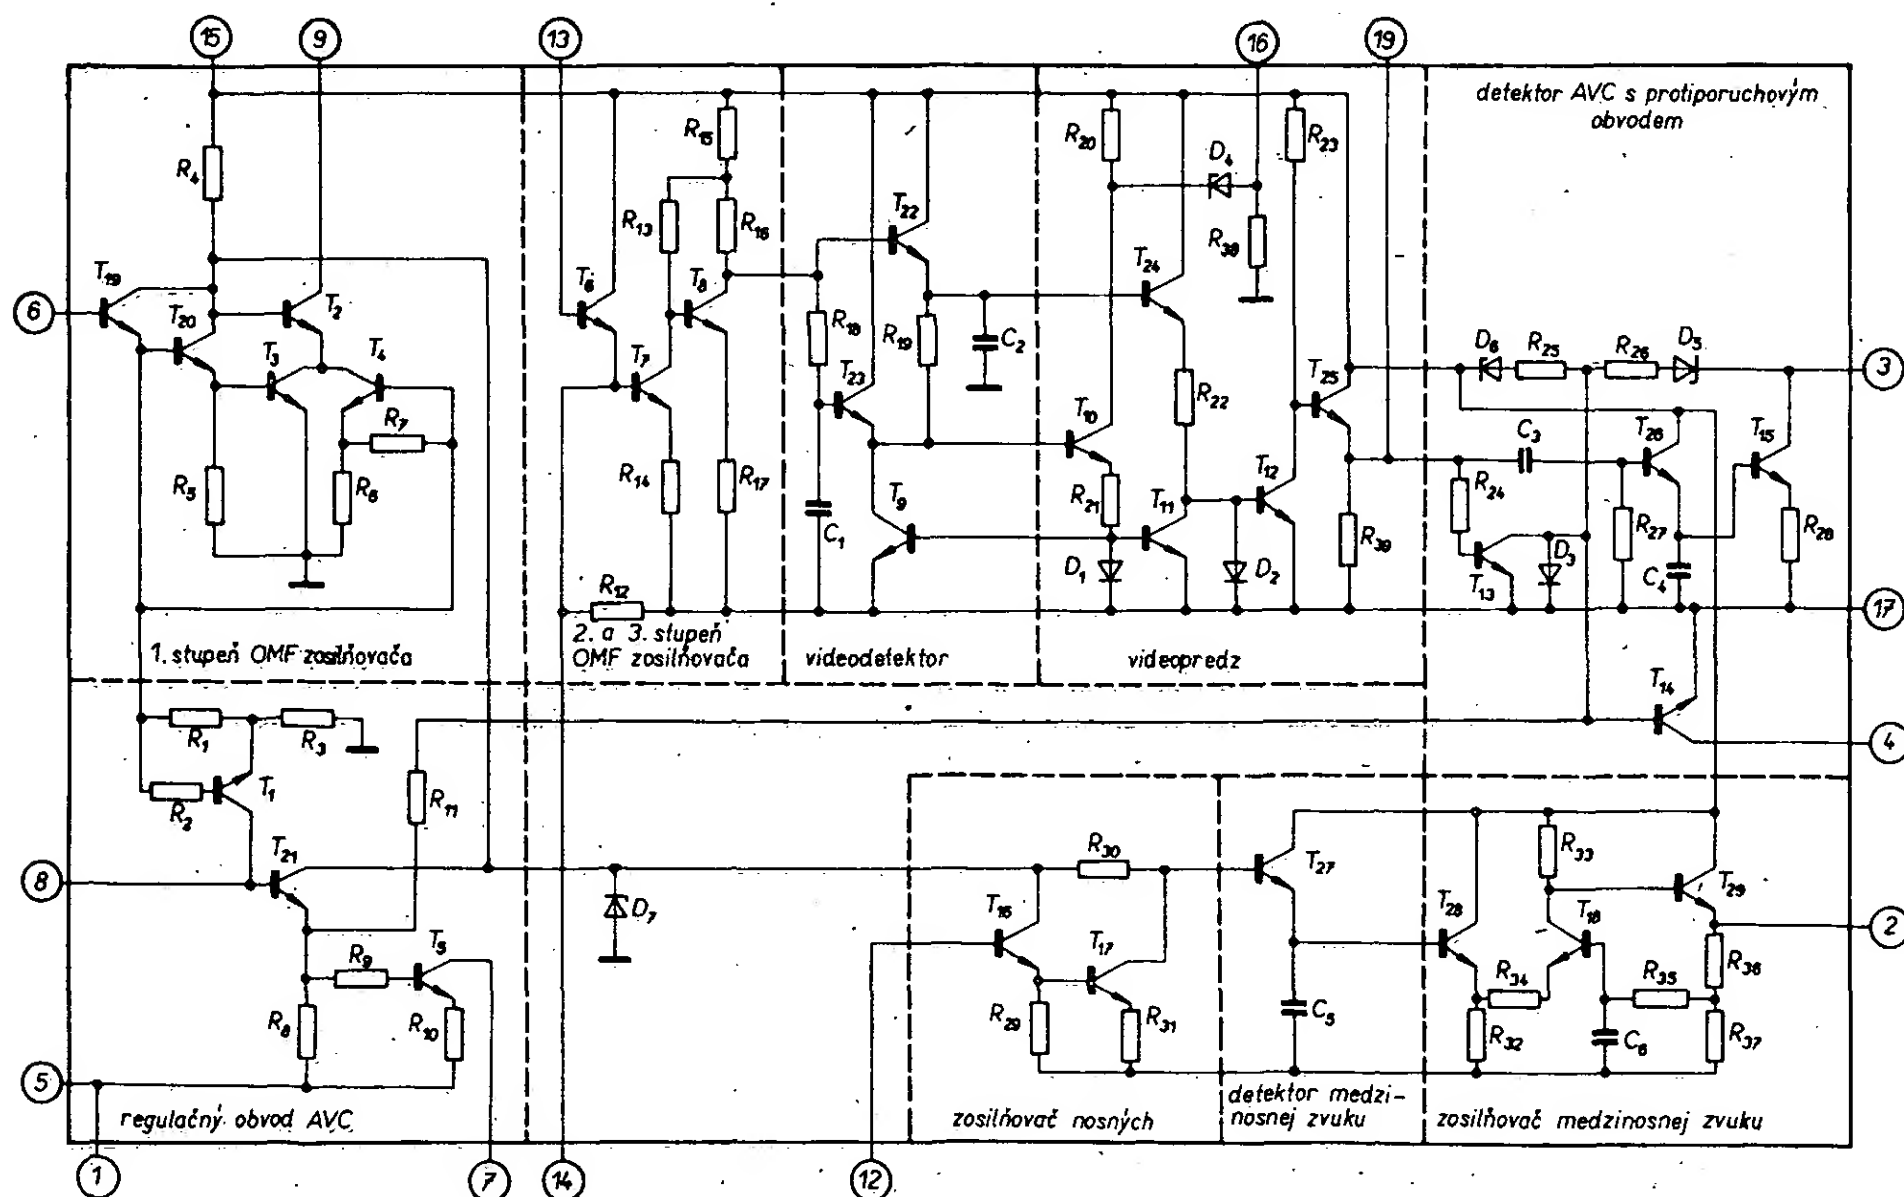 15
9
13
16
19
detektor AVC s protiporuchovým
obvodem
R15
R20
R23
D4
R4
R13
R16
T22
R38
T19
T20
T2
T6
T8
T24
6
T3
T4
R18
R19
C2
D6
R25
R26
D5
3
T7
T23
T25
R22
R7
T10
C3
T26
T15
R5
R6
R14
R17
T9
R21
T11
T12
R24
R27
R28
C1
D1
D2
R39
T13
D3
C4
R12
17
1. stupeň OMF zosilňovača
2. a 3. stupeň
OMF zosilňovača
videodetektor
videopredz
T14
R1
R3
4
R2
T1
R11
8
T21
R30
T27
R33
T29
D7
T16
T17
T28
T18
2
R9
T5
R34
R35
R36
R8
R10
R29
R31
C5
R32
C6
R37
5
regulačný obvod AVC
zosilňovač nosných
detektor medzi-
nosnej zvuku
zosilňovač medzinosnej zvuku
1
7
14
12